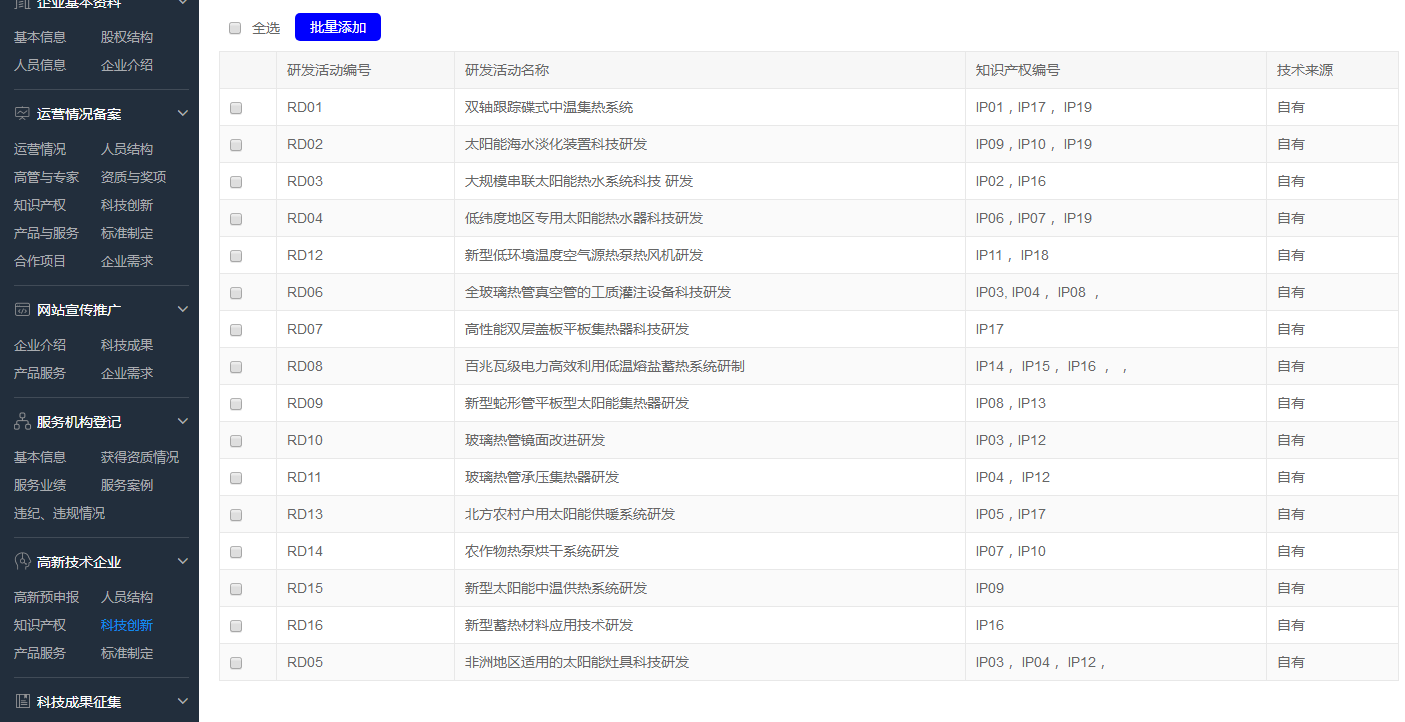 企业基本资料
基本信息 股权结构
人员信息 企业介绍
运营情况备案
运营情况 人员结构
高管与专家 资质与奖项
知识产权 科技创新
产品与服务 标准制定
合作项目 企业需求
网站宣传推广
企业介绍 科技成果
产品服务 企业需求
服务机构登记
基本信息 获得资质情况
服务业绩 服务案例
违纪、违规情况
高新技术企业
高新预申报 人员结构
知识产权 科技创新
产品服务 标准制定
科技成果征集
全选 批量添加
研发活动编号 研发活动名称 知识产权编号 技术来源
RD01 双轴跟踪碟式中温集热系统 IP01 , IP17 , IP19 自有
RD02 太阳能海水淡化装置科技研发 IP09 , IP10 , IP19 自有
RD03 大规模串联太阳能热水系统科技 研发 IP02 , IP16 自有
RD04 低纬度地区专用太阳能热水器科技研发 IP06 , IP07 , IP19 自有
RD12 新型低环境温度空气源热泵热风机研发 IP11 , IP18 自有
RD06 全玻璃热管真空管的工质灌注设备科技研发 IP03, IP04 , IP08 , 自有
RD07 高性能双层盖板平板集热器科技研发 IP17 自有
RD08 百兆瓦级电力高效利用低温熔盐蓄热系统研制 IP14 , IP15 , IP16 , , 自有
RD09 新型蛇形管平板型太阳能集热器研发 IP08 , IP13 自有
RD10 玻璃热管镜面改进研发 IP03 , IP12 自有
RD11 玻璃热管承压集热器研发 IP04 , IP12 自有
RD13 北方农村户用太阳能供暖系统研发 IP05 , IP17 自有
RD14 农作物热泵烘干系统研发 IP07 , IP10 自有
RD15 新型太阳能中温供热系统研发 IP09 自有
RD16 新型蓄热材料应用技术研发 IP16 自有
RD05 非洲地区适用的太阳能灶具科技研发 IP03 , IP04 , IP12 , 自有